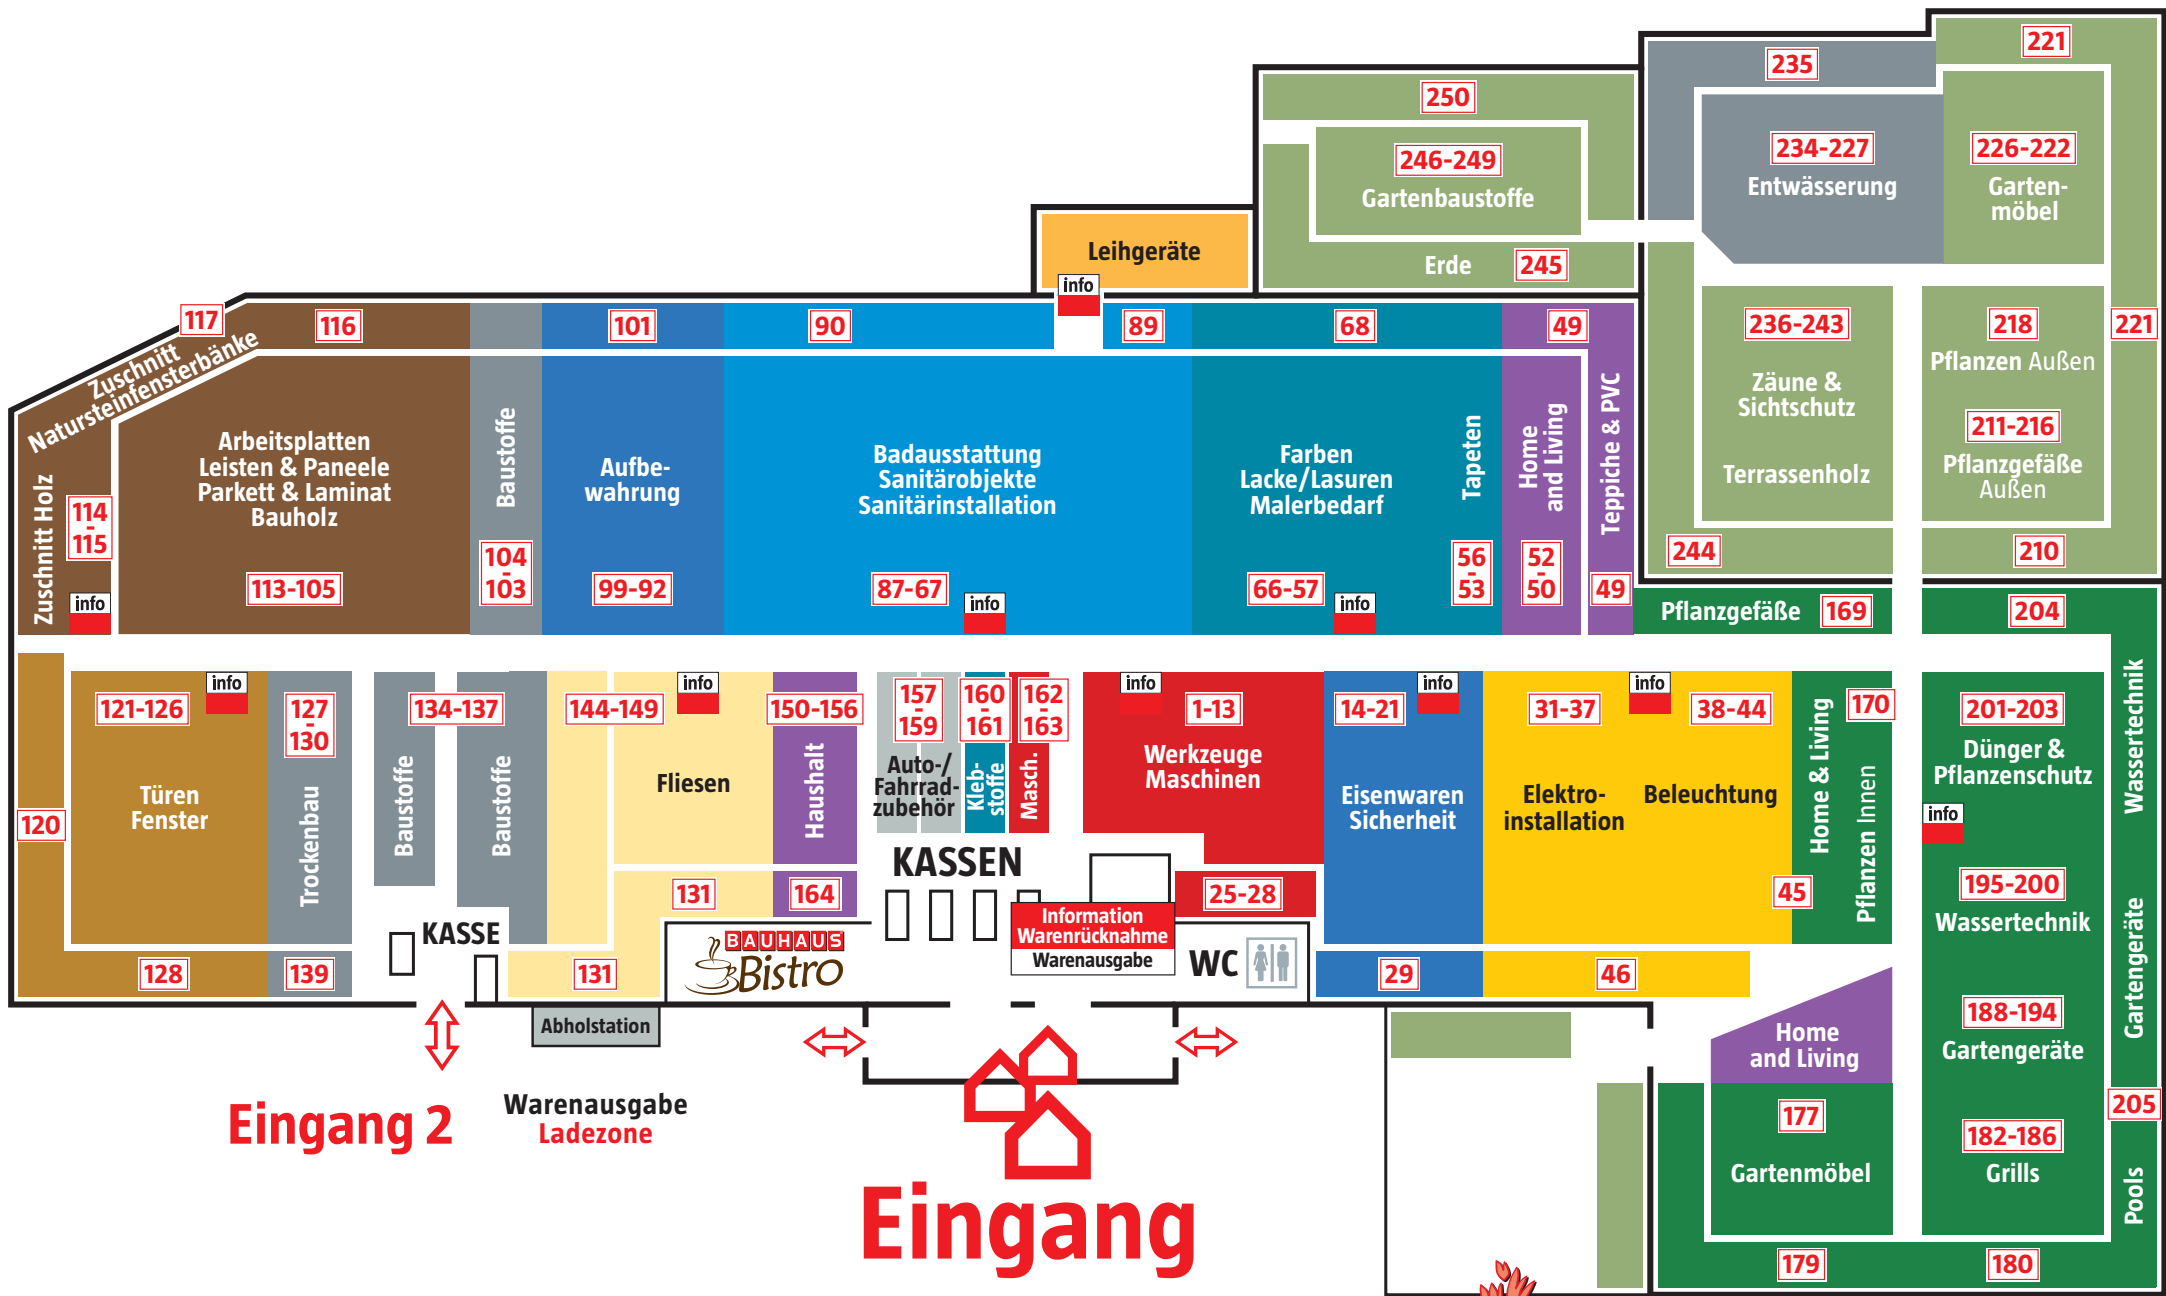 221
235
250
234-227
Entwässerung
226-222
Garten-
möbel
246-249
Gartenbaustoffe
Leihgeräte
info
Erde
245
117
116
Zuschnitt
Natursteinfensterbänke
101
90
89
68
49
236-243
Zäune &
Sichtschutz
Terrassenholz
218
Pflanzen Außen
221
211-216
Pflanzgefäße
Außen
244
210
Zuschnitt Holz
114
-
115
info
Arbeitsplatten
Leisten & Paneele
Parkett & Laminat
Bauholz
113-105
Baustoffe
104
-
103
Aufbe-
wahrung
99-92
Badausstattung
Sanitärobjekte
Sanitärinstallation
87-67
info
Farben
Lacke/Lasuren
Malerbedarf
66-57
info
Tapeten
56
-
53
Home
and Living
52
-
50
Teppiche & PVC
49
Pflanzgefäße
169
204
121-126
info
Türen
Fenster
120
128
127
-
130
Trockenbau
139
134-137
Baustoffe
Baustoffe
144-149
info
Fliesen
131
131
150-156
Haushalt
164
157
-
159
Auto-/
Fahrrad-
zubehör
160
-
161
Kleb-
stoffe
162
-
163
Masch.
info
1-13
Werkzeuge
Maschinen
25-28
14-21
info
Eisenwaren
Sicherheit
29
31-37
info
38-44
Elektro-
installation
Beleuchtung
46
45
Home & Living
170
Pflanzen Innen
201-203
Dünger &
Pflanzenschutz
info
195-200
Wassertechnik
188-194
Gartengeräte
182-186
Grills
Wassertechnik
Gartengeräte
205
Pools
KASSE
KASSEN
BAUHAUS
Bistro
Information
Warenrücknahme
Warenausgabe
WC
Abholstation
Home
and Living
177
Gartenmöbel
179
180
Eingang 2
Warenausgabe
Ladezone
Eingang